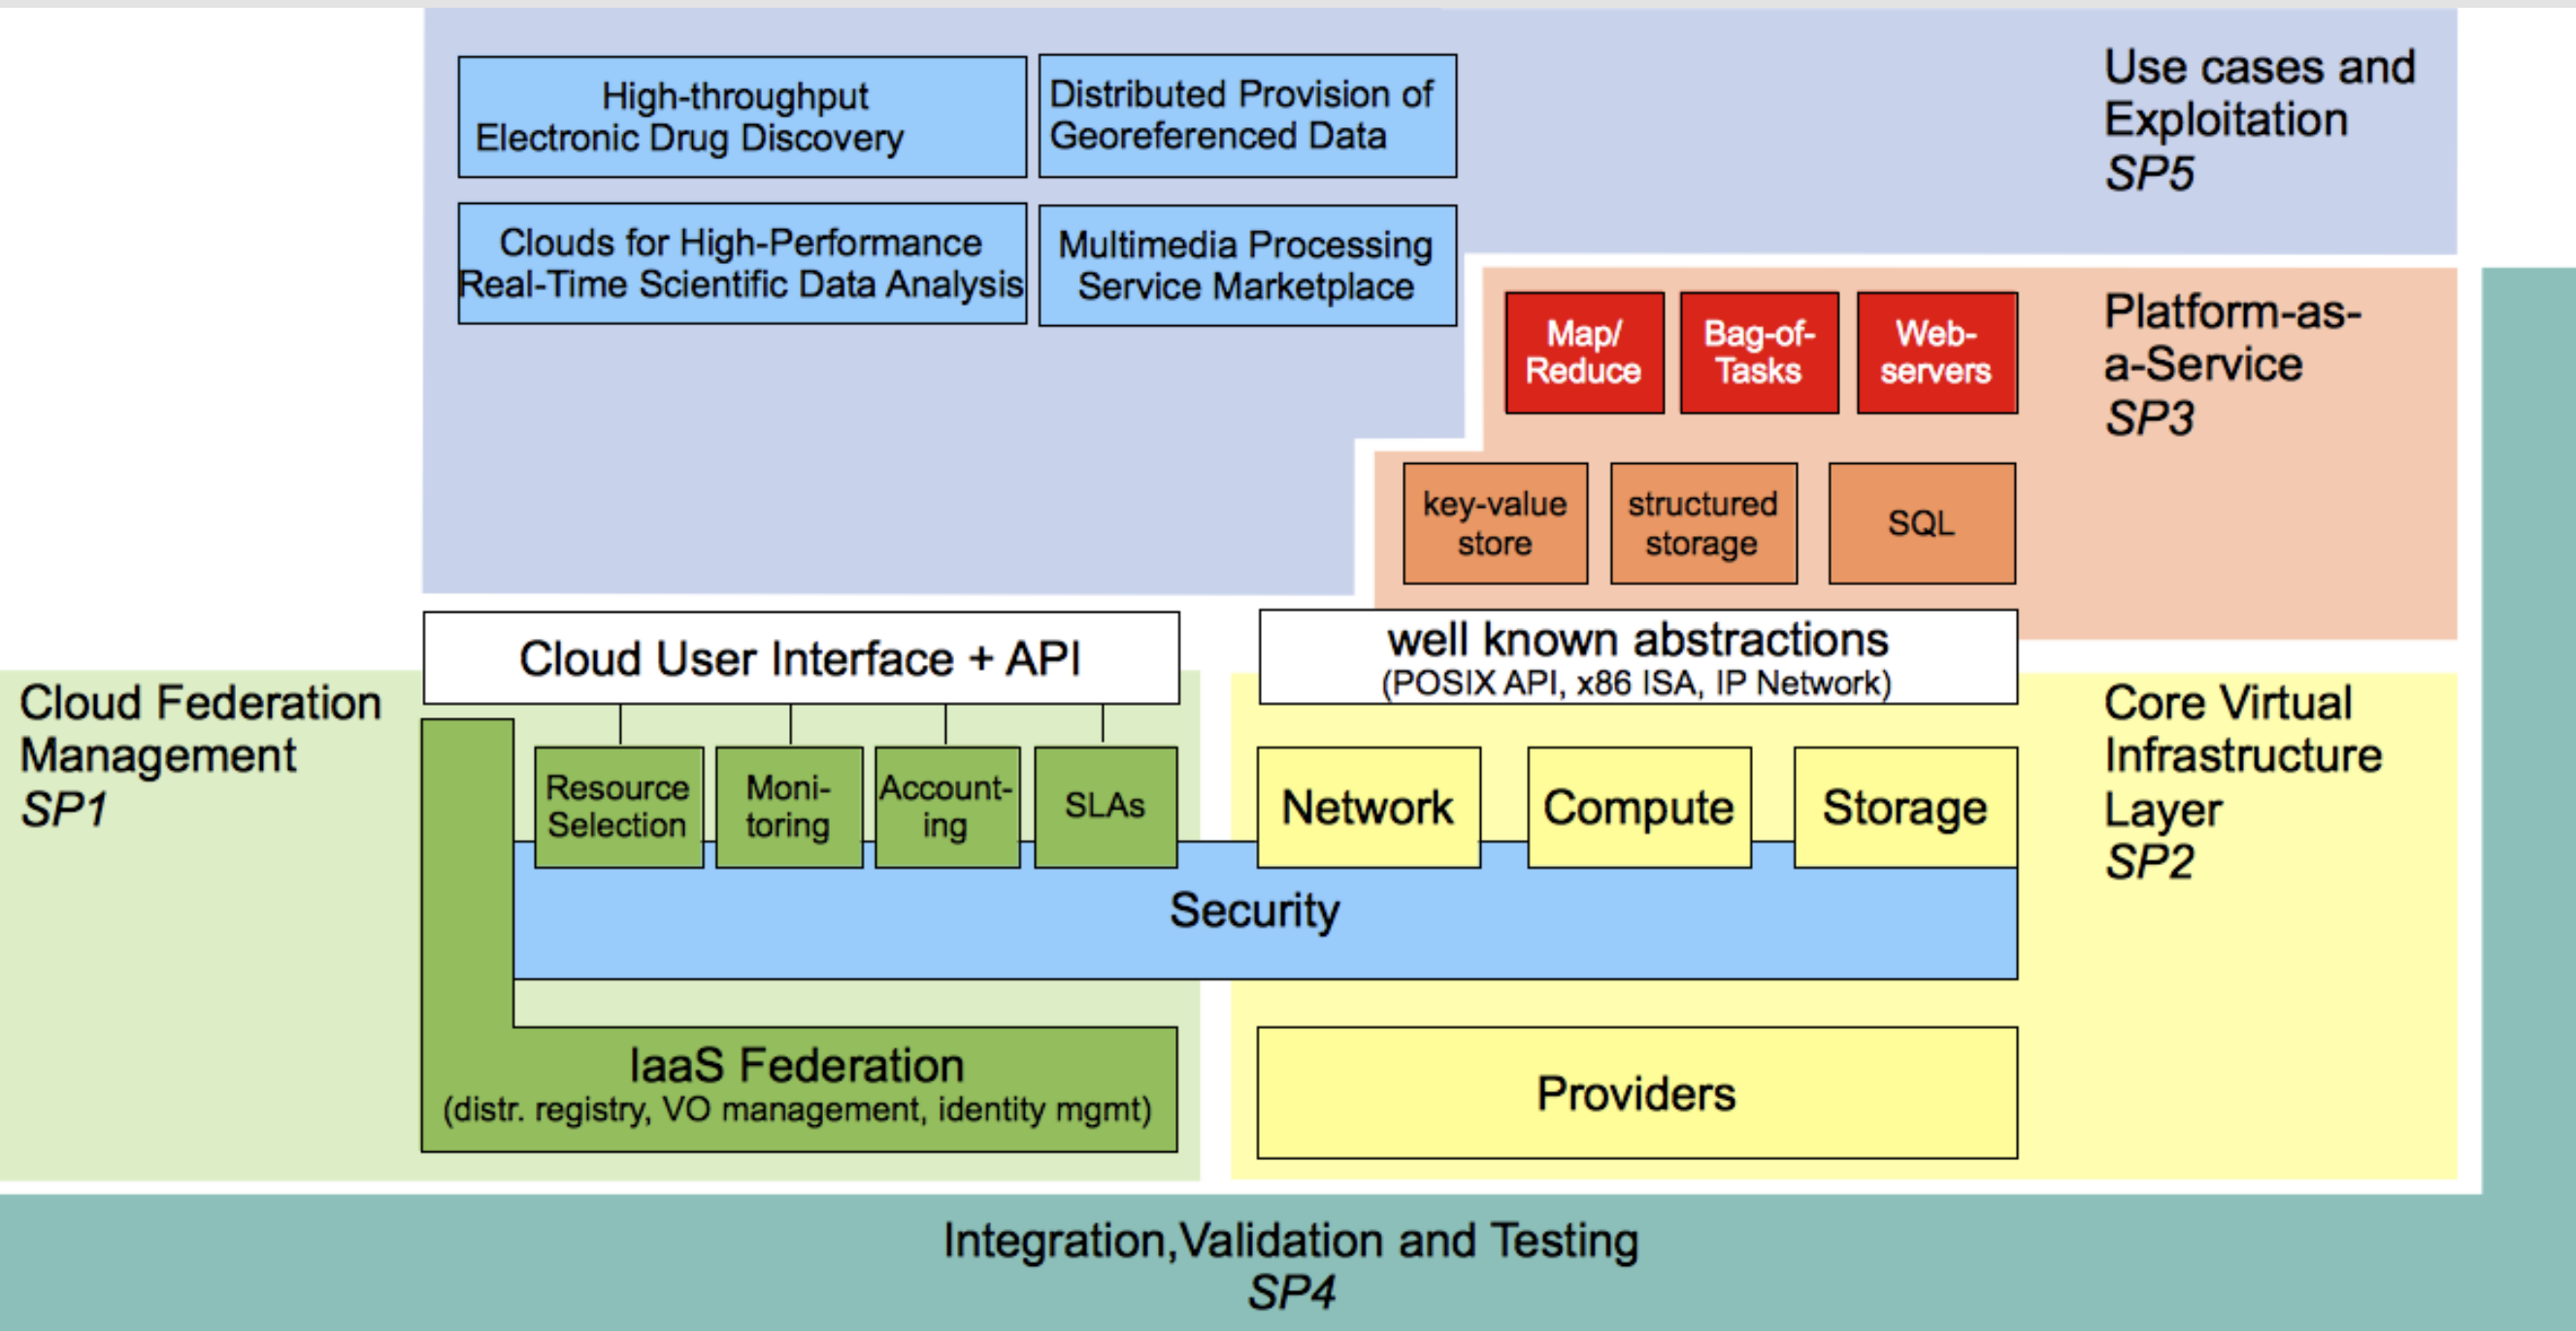 High-throughput
Electronic Drug Discovery
Distributed Provision of
Georeferenced Data
Use cases and
Exploitation
SP5
Clouds for High-Performance
Real-Time Scientific Data Analysis
Multimedia Processing
Service Marketplace
Map/
Reduce
Bag-of-
Tasks
Web-
servers
Platform-as-
a-Service
SP3
key-value
store
structured
storage
SQL
Cloud User Interface + API
well known abstractions
(POSIX API, x86 ISA, IP Network)
Cloud Federation
Management
SP1
Resource
Selection
Moni-
toring
Account-
ing
SLAs
Network
Compute
Storage
Core Virtual
Infrastructure
Layer
SP2
Security
IaaS Federation
(distr. registry, VO management, identity mgmt)
Providers
Integration,Validation and Testing
SP4